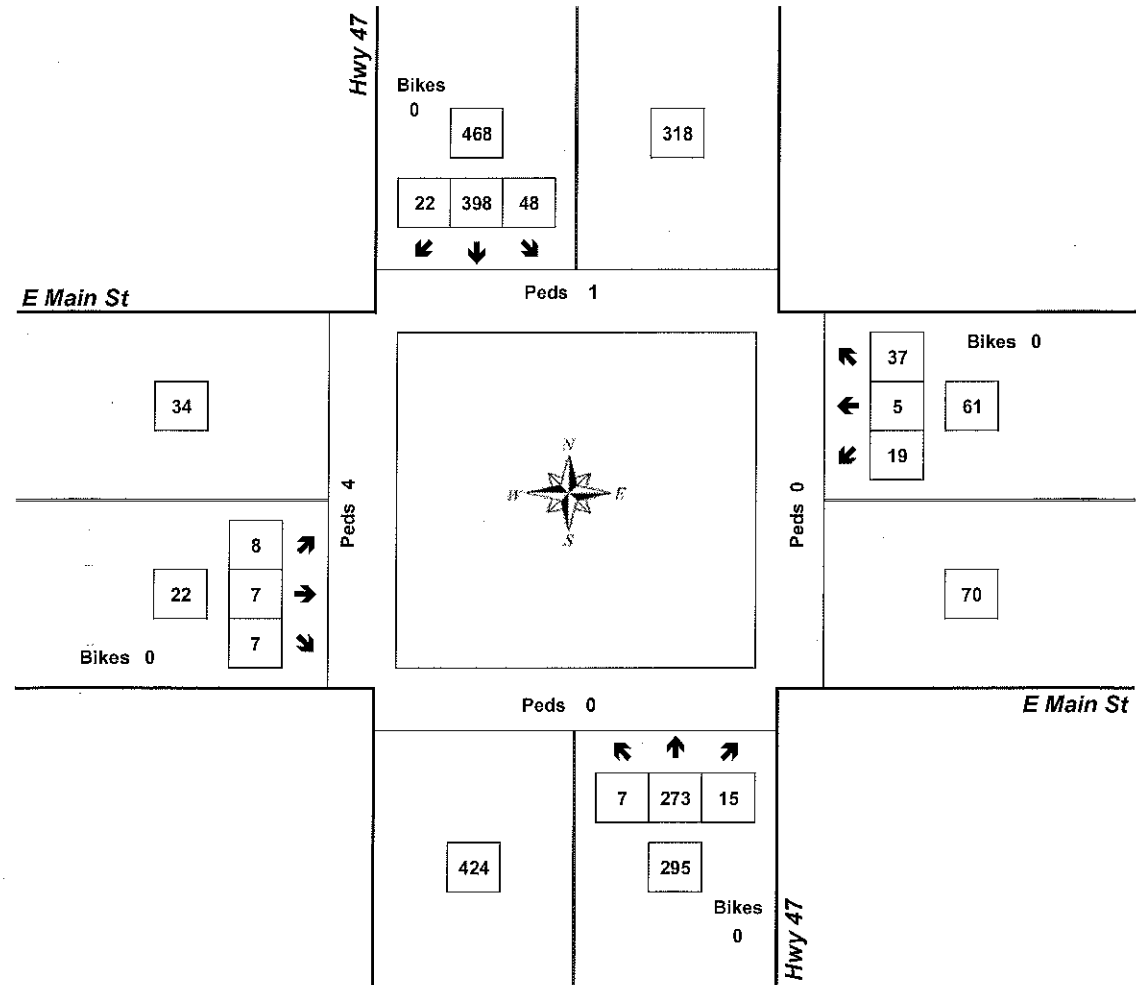 Hwy 47
Bikes
0
468
318
22 398 48
Peds 1
E Main St
37
Bikes 0
34
5
61
19
N
W E
S
Peds 4
Peds 0
8
22
7
70
7
Bikes 0
Peds 0
E Main St
7 273 15
424
295
Bikes
0
Hwy 47